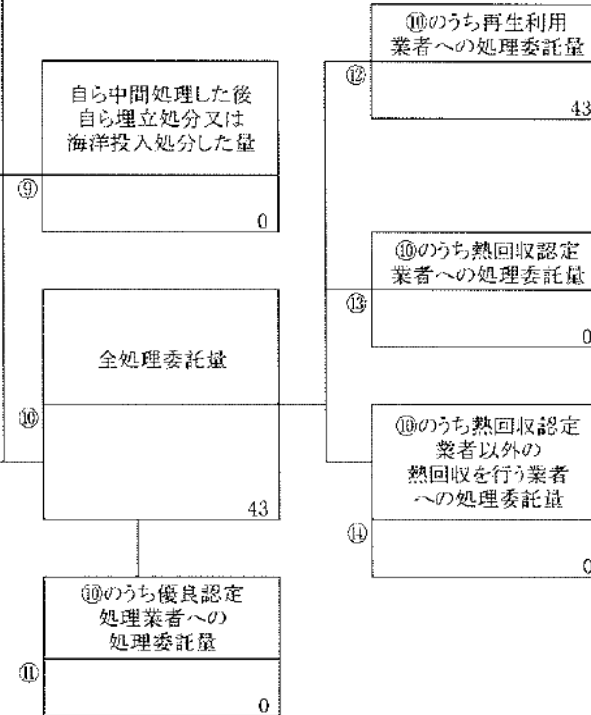 自ら中間処理した後
自ら埋立処分又は
海洋投入処分した量
⑨
0
全処理委託量
⑩
43
⑩のうち優良認定
処理業者への
処理委託量
⑪
0
⑩のうち再生利用
業者への処理委託量
⑫
43
⑩のうち熱回収認定
業者への処理委託量
⑬
0
⑩のうち熱回収認定
業者以外の
熱回収を行う業者
への処理委託量
⑭
0